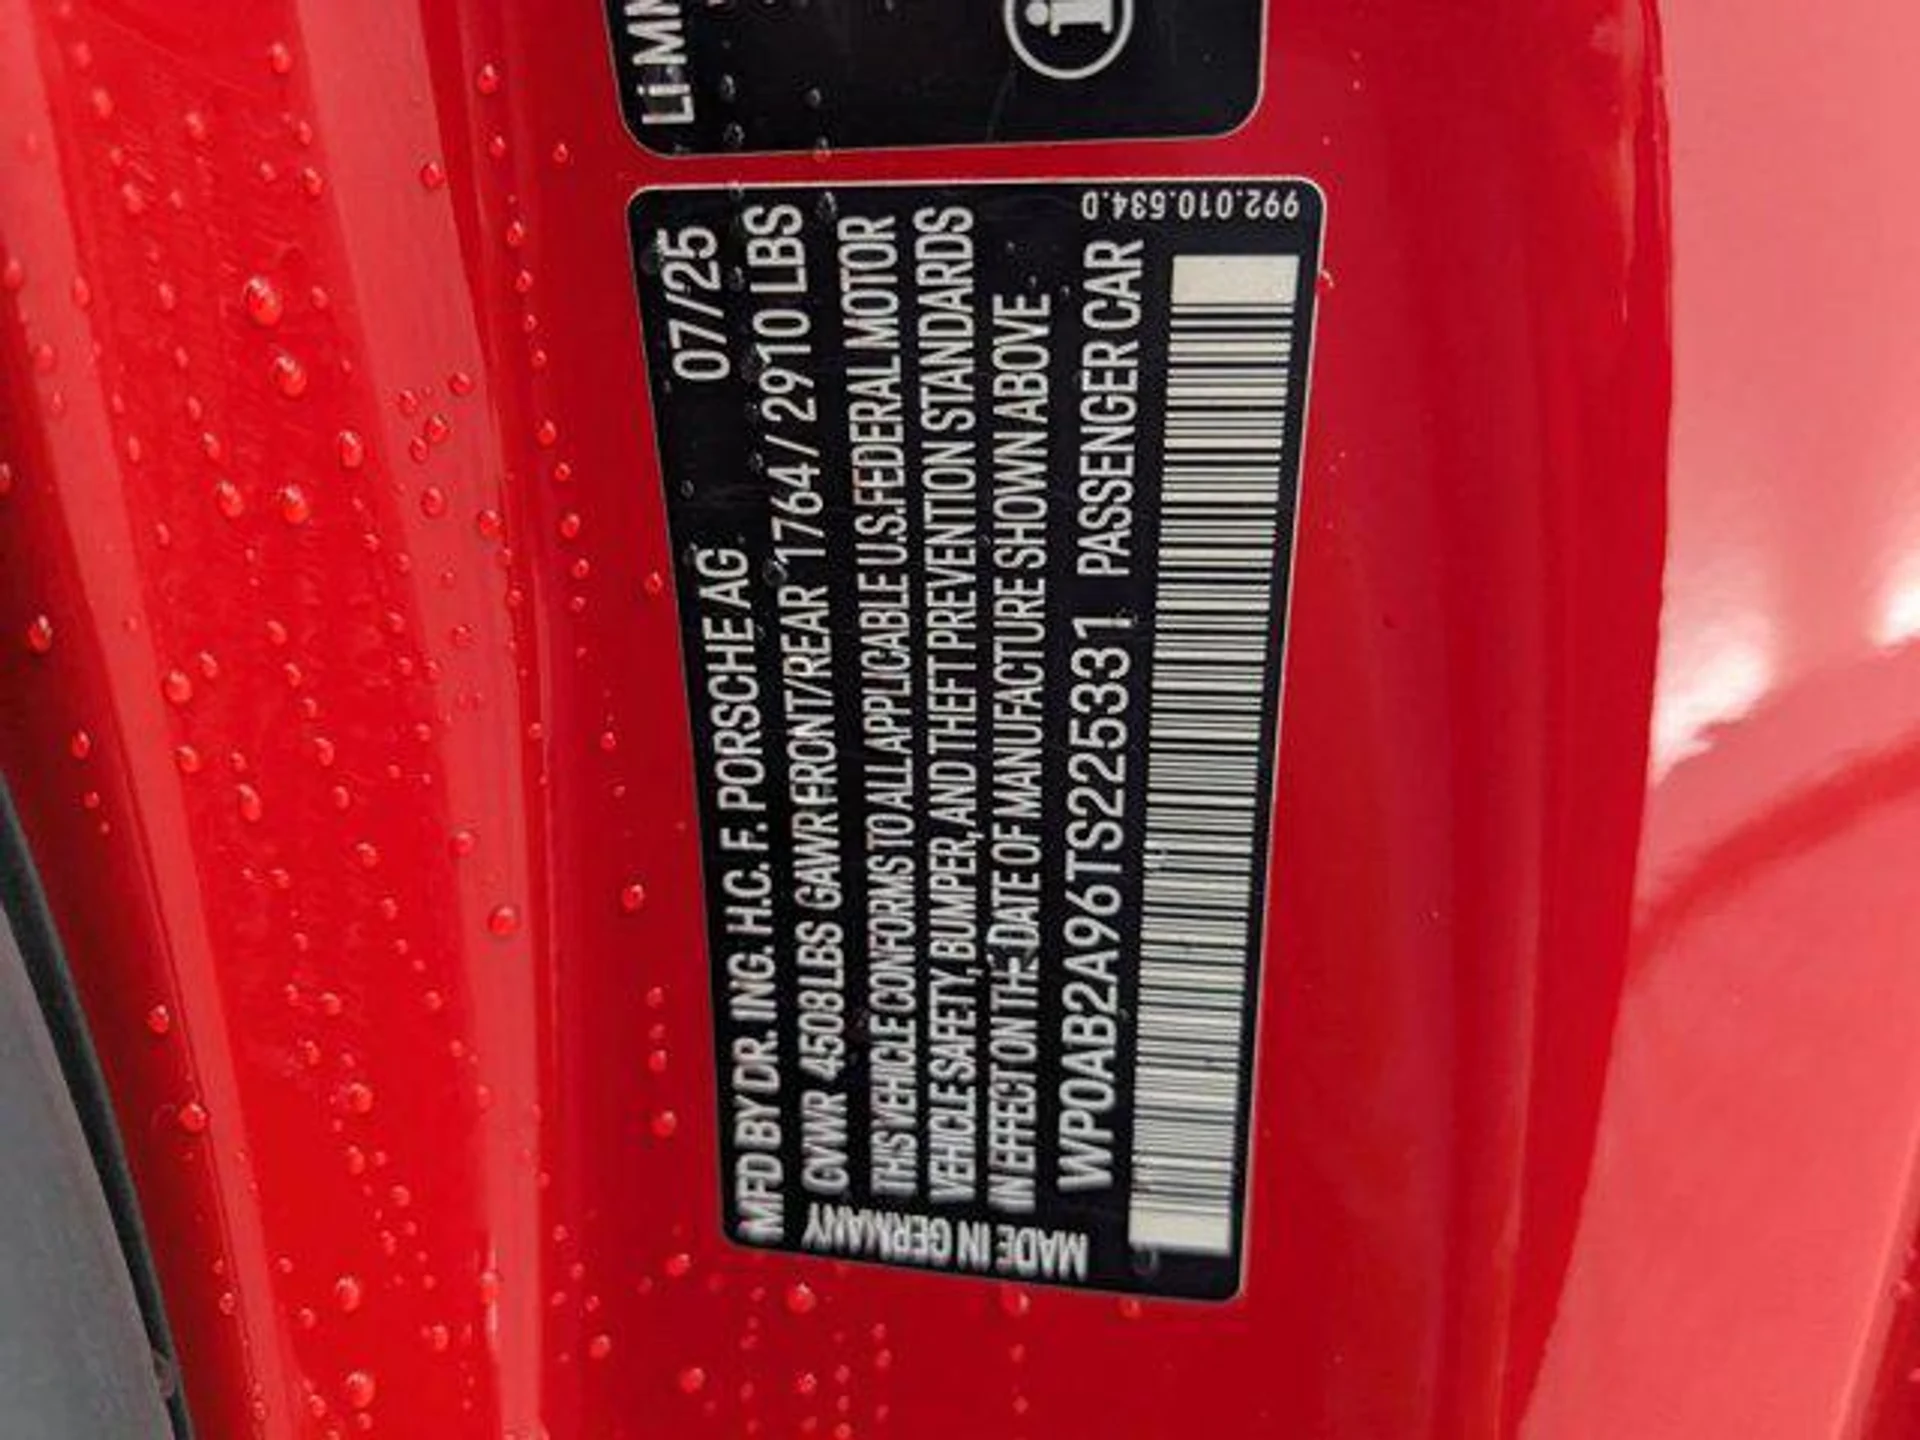 Li-M
MFD BY DR. ING. H.C. F. PORSCHE AG 07/25
GVWR 4508LBS GAWR FRONT/REAR 1764/2910 LBS
THIS VEHICLE CONFORMS TO ALL APPLICABLE U.S. FEDERAL MOTOR
VEHICLE SAFETY, BUMPER, AND THEFT PREVENTION STANDARDS
IN EFFECT ON THE DATE OF MANUFACTURE SHOWN ABOVE
WP0AB2A96TS225331 PASSENGER CAR
MADE IN GERMANY
992.010.534.D